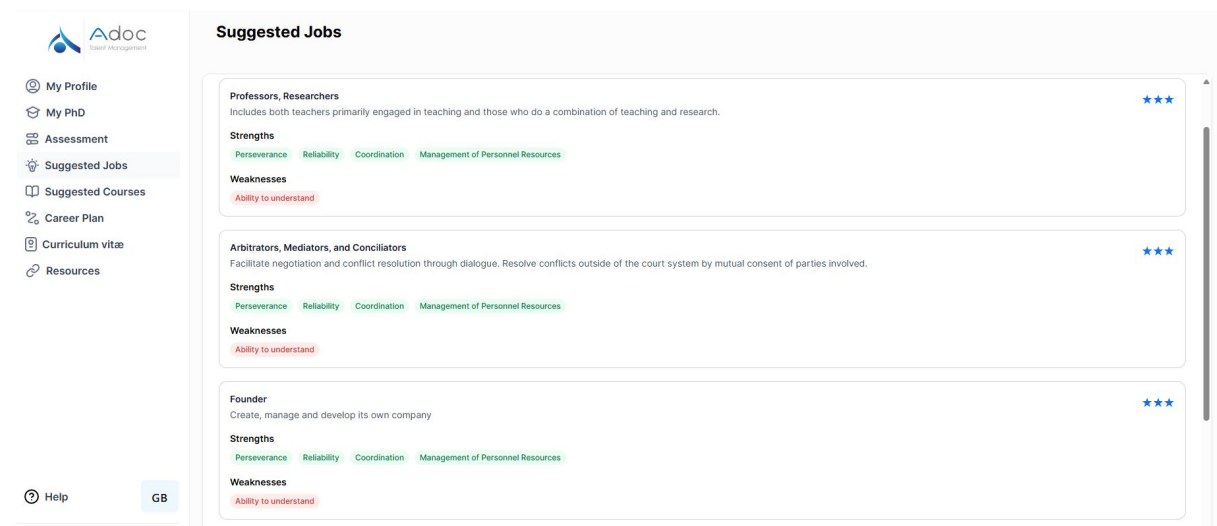 Adoc
Talent Management
My Profile
My PhD
Assessment
Suggested Jobs
Suggested Courses
Career Plan
Curriculum vitæ
Resources
Help
GB
Suggested Jobs
Professors, Researchers
Includes both teachers primarily engaged in teaching and those who do a combination of teaching and research.
Strengths
Perseverance Reliability Coordination Management of Personnel Resources
Weaknesses
Ability to understand
Arbitrators, Mediators, and Conciliators
Facilitate negotiation and conflict resolution through dialogue. Resolve conflicts outside of the court system by mutual consent of parties involved.
Strengths
Perseverance Reliability Coordination Management of Personnel Resources
Weaknesses
Ability to understand
Founder
Create, manage and develop its own company
Strengths
Perseverance Reliability Coordination Management of Personnel Resources
Weaknesses
Ability to understand